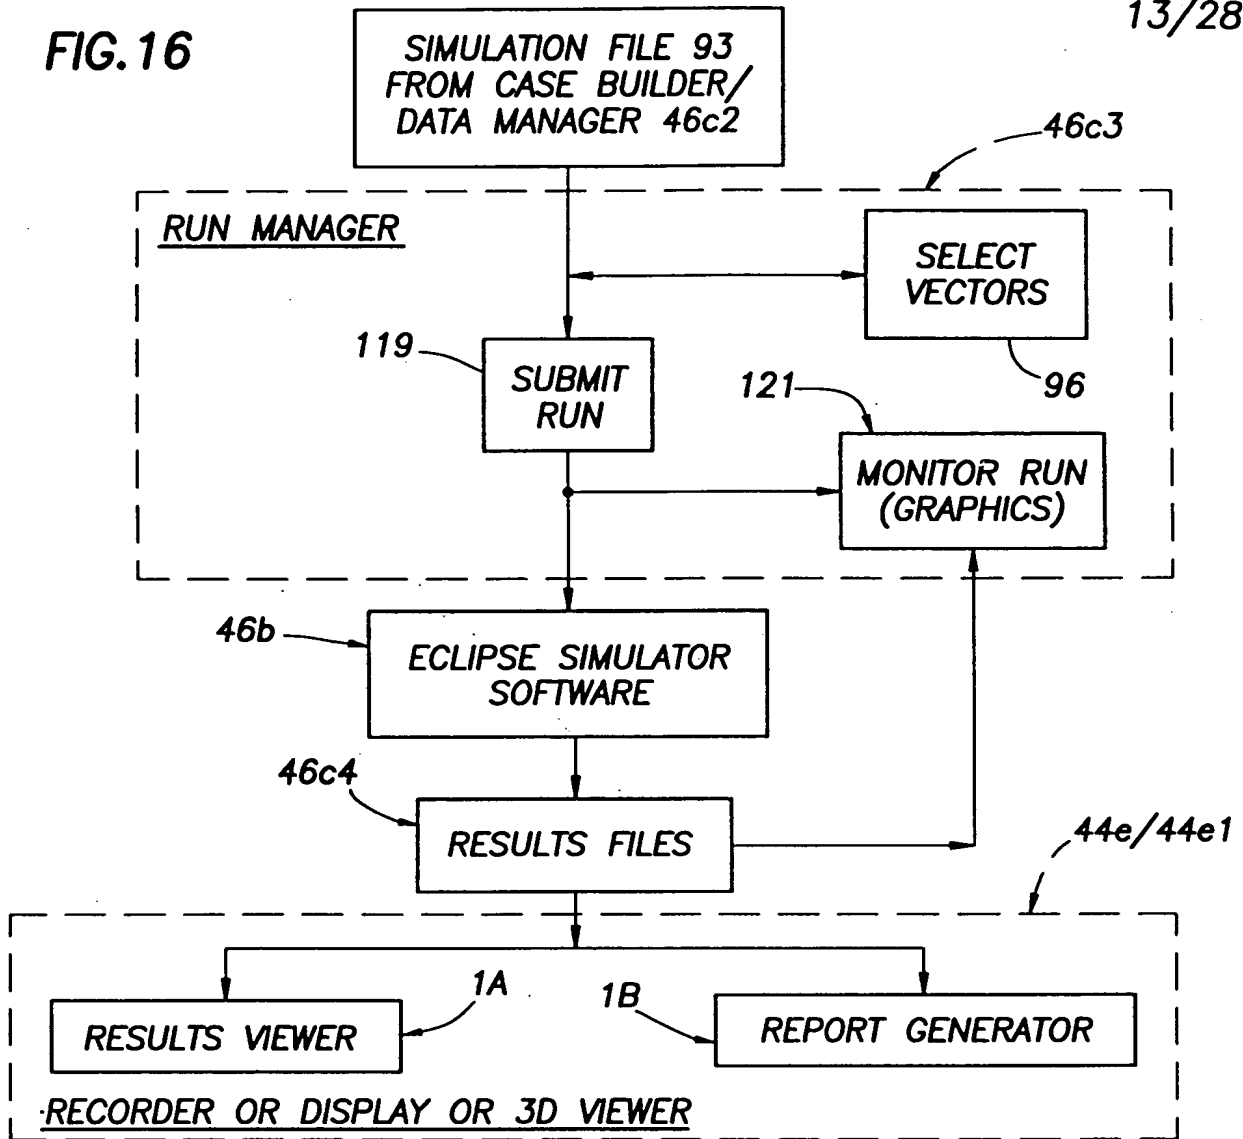 13/28
FIG.16
SIMULATION FILE 93
FROM CASE BUILDER/
DATA MANAGER 46c2
46c3
RUN MANAGER
SELECT
VECTORS
119
SUBMIT
RUN
96
121
MONITOR RUN
(GRAPHICS)
46b
ECLIPSE SIMULATOR
SOFTWARE
46c4
RESULTS FILES
44e/44e1
1A
1B
RESULTS VIEWER
REPORT GENERATOR
RECORDER OR DISPLAY OR 3D VIEWER